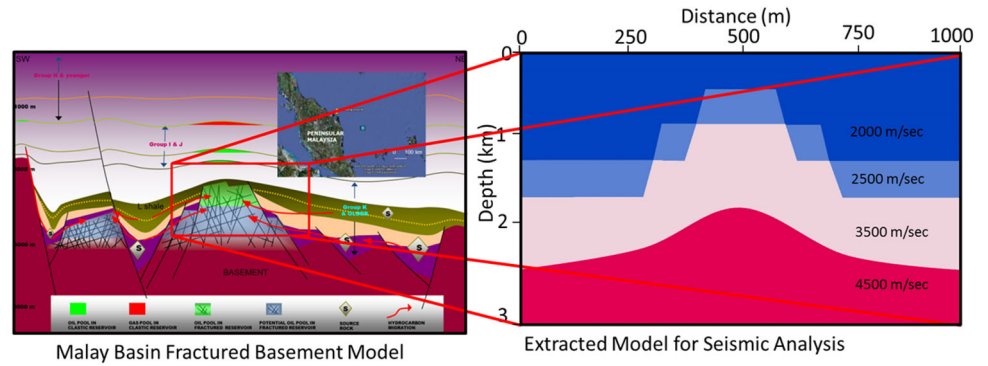 SW
NE
Group H & younger
1000 m
Group I & J
PENINSULAR
MALAYSIA
100 km
L shale
Group K
& OLDER
S
S
S
S
BASEMENT
OIL POOL IN
CLASTIC RESERVOIR
GAS POOL IN
CLASTIC RESERVOIR
OIL POOL IN
FRACTURED RESERVOIR
POTENTIAL OIL POOL IN
FRACTURED RESERVOIR
SOURCE
ROCK
HYDROCARBON
MIGRATION
Malay Basin Fractured Basement Model
Distance (m)
0 250 500 750 1000
Depth (km)
0
1
2
3
2000 m/sec
2500 m/sec
3500 m/sec
4500 m/sec
Extracted Model for Seismic Analysis